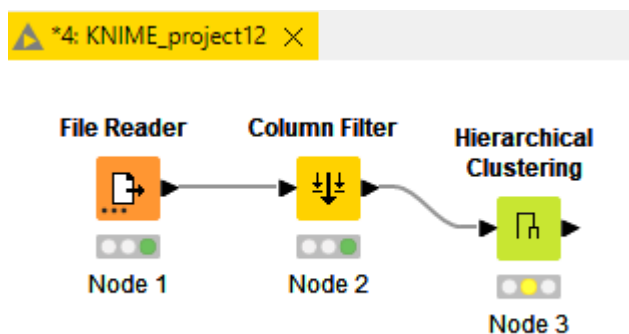 *4: KNIME_project12
File Reader
Column Filter
Hierarchical
Clustering
Node 1
Node 2
Node 3